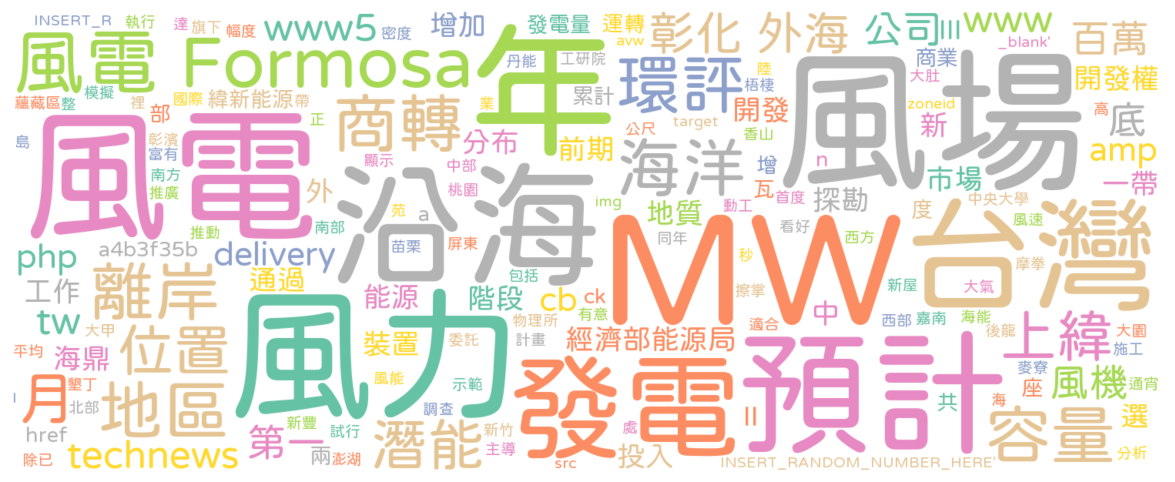 INSERT_R 執行 www5 密度 增加 發電量 運轉 彰化 外海 公司 III www
風電 達 旗下 幅度 Formosa 年 丹能 avw 工研院 _blank' 百萬
環評 商業 陸 大肚 開發權
蘊藏區 整 模擬 國際 緯新能源 帶 裡 商轉 業 累計 開發 梧棲 zoneid 風場 高 底
部 正 公尺 target 香山 新
島 風電 彰濱 富有 南方 推廣 外 顯示 分布 前期 海洋 增 n amp
中部 桃園 瓦 首度 市場 一帶
沿海 img 動工 探勘 中央大學
推動 南部 苑 a 地質 看好 度 風速
php a4b3f35b delivery 苗栗 屏東 同年 MW 西方 台灣 摩拳
工作 離岸 通過 包括 秒 新屋 大氣
tw 大甲 風力 能源 階段 cb ck 有意 擦掌 中 西部 嘉南 海能 後龍 上緯 大園
平均 海鼎 位置 裝置 委託 物理所 計畫 經濟部能源局 適合 預計 施工
墾丁 風能 示範 發電 麥寮 座 風機 通宵
l 月 北部 地區 新豐 調查 II 共 海 選
href 第一 試行 潛能 新竹 主導 處 容量
除已 technews 兩 澎湖 src 投入 INSERT_RANDOM_NUMBER_HERE' 分析